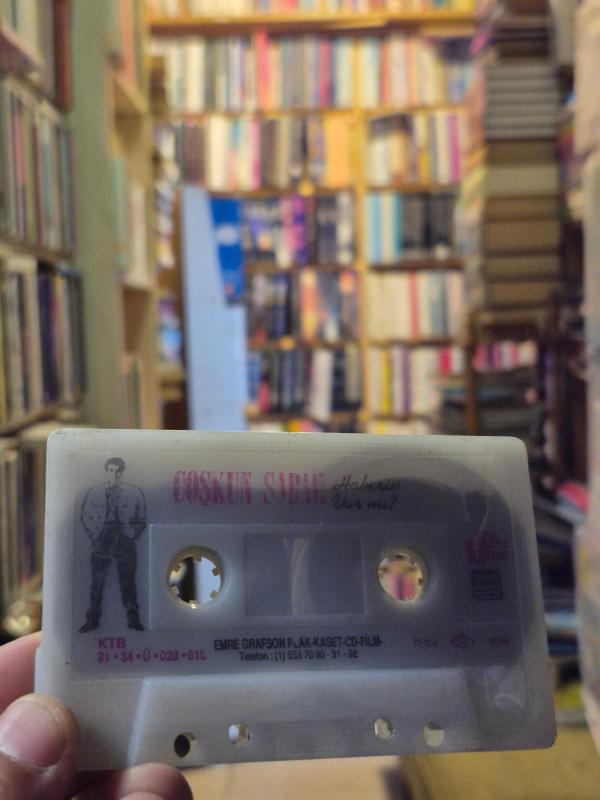 COŞKUN SABAH
Haberin
Var mı?
KTB
91•34•Ü•028•616
EMRE GRAFSON PLAK-KASET-CD-FİLM-
Telefon : (1) 553 76 90 - 91 - 92